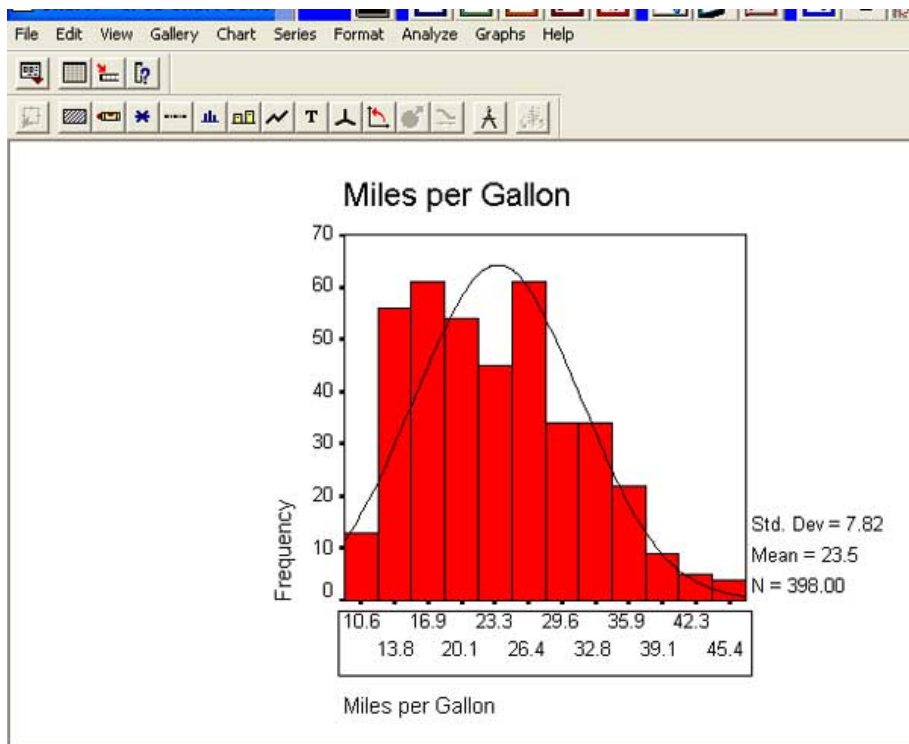 File Edit View Gallery Chart Series Format Analyze Graphs Help
T
Miles per Gallon
70
60
50
40
30
20
10
0
Frequency
Std. Dev = 7.82
Mean = 23.5
N = 398.00
10.6 16.9 23.3 29.6 35.9 42.3
13.8 20.1 26.4 32.8 39.1 45.4
Miles per Gallon